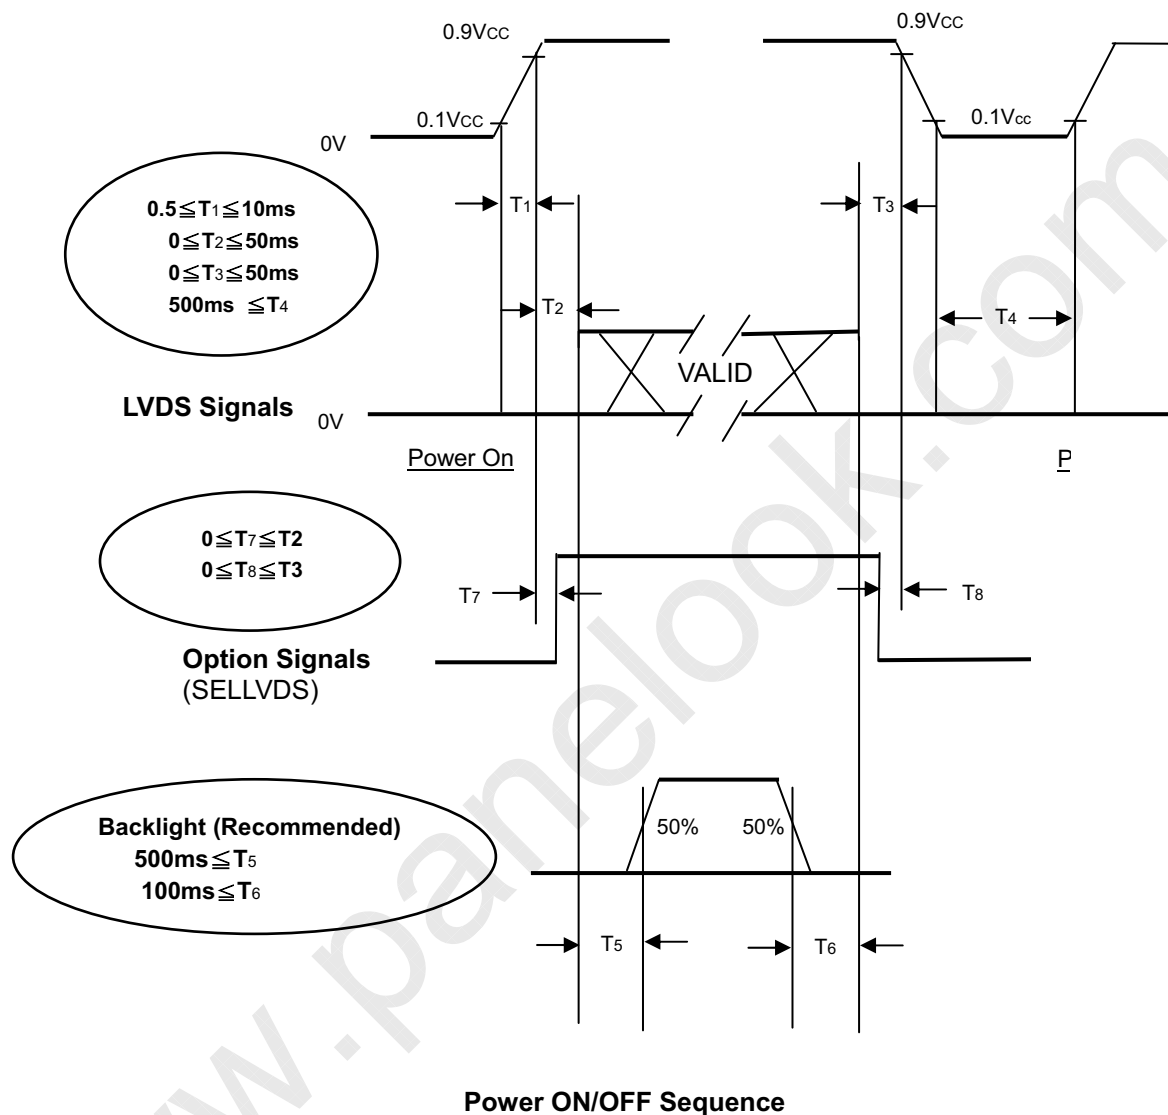 0.9VCC
0.9VCC
0.1VCC
0.1Vcc
0V
0.5≦T1≦10ms
0≦T2≦50ms
0≦T3≦50ms
500ms ≦T4
T1
T3
T2
T4
VALID
LVDS Signals
0V
Power On
P
0≦T7≦T2
0≦T8≦T3
T7
T8
Option Signals
(SELLVDS)
Backlight (Recommended)
500ms≦T5
100ms≦T6
50%
50%
T5
T6
Power ON/OFF Sequence
www.panelook.com